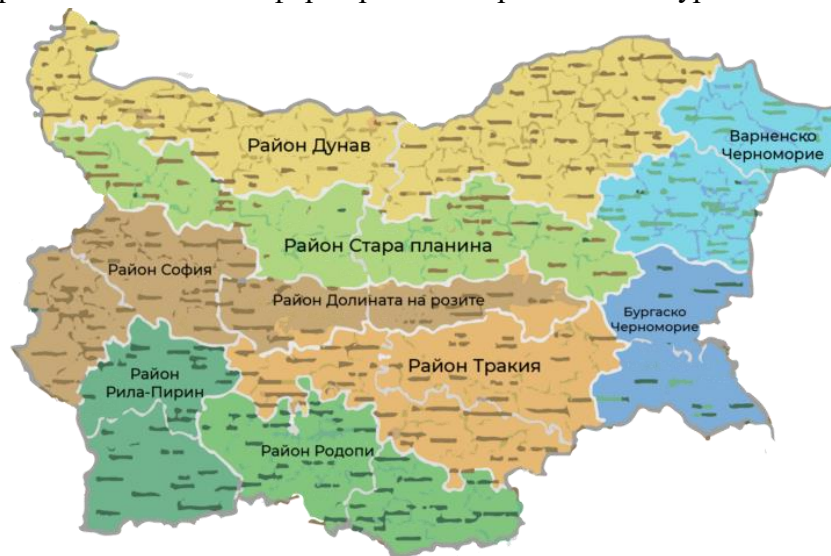 Район Дунав
Варненско
Черноморие
Район Стара планина
Район София
Район Долината на розите
Бургаско
Черноморие
Район Тракия
Район
Рила-Пирин
Район Родопи